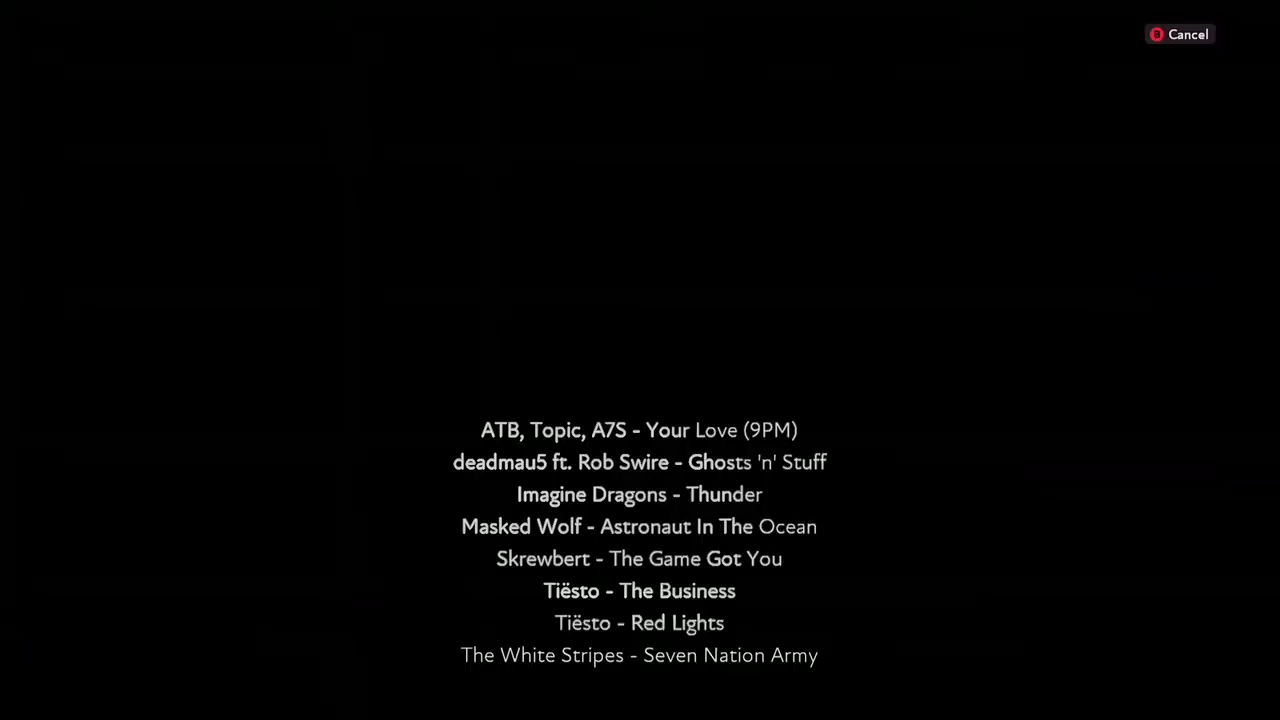 B Cancel
ATB, Topic, A7S - Your Love (9PM)
deadmau5 ft. Rob Swire - Ghosts 'n' Stuff
Imagine Dragons - Thunder
Masked Wolf - Astronaut In The Ocean
Skrewbert - The Game Got You
Tiësto - The Business
Tiësto - Red Lights
The White Stripes - Seven Nation Army